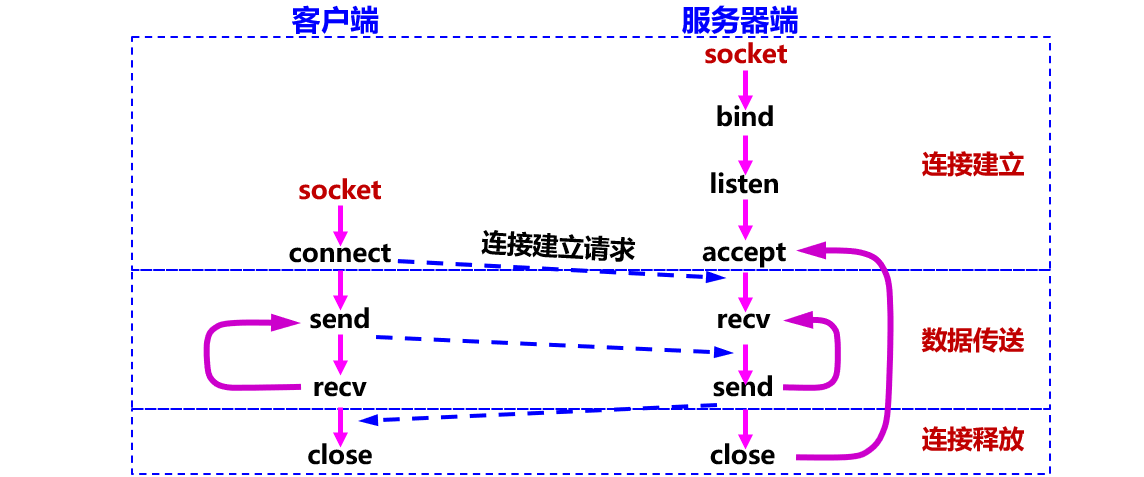 客户端
服务器端
socket
bind
连接建立
listen
socket
connect
连接建立请求
accept
send
recv
数据传送
recv
send
连接释放
close
close